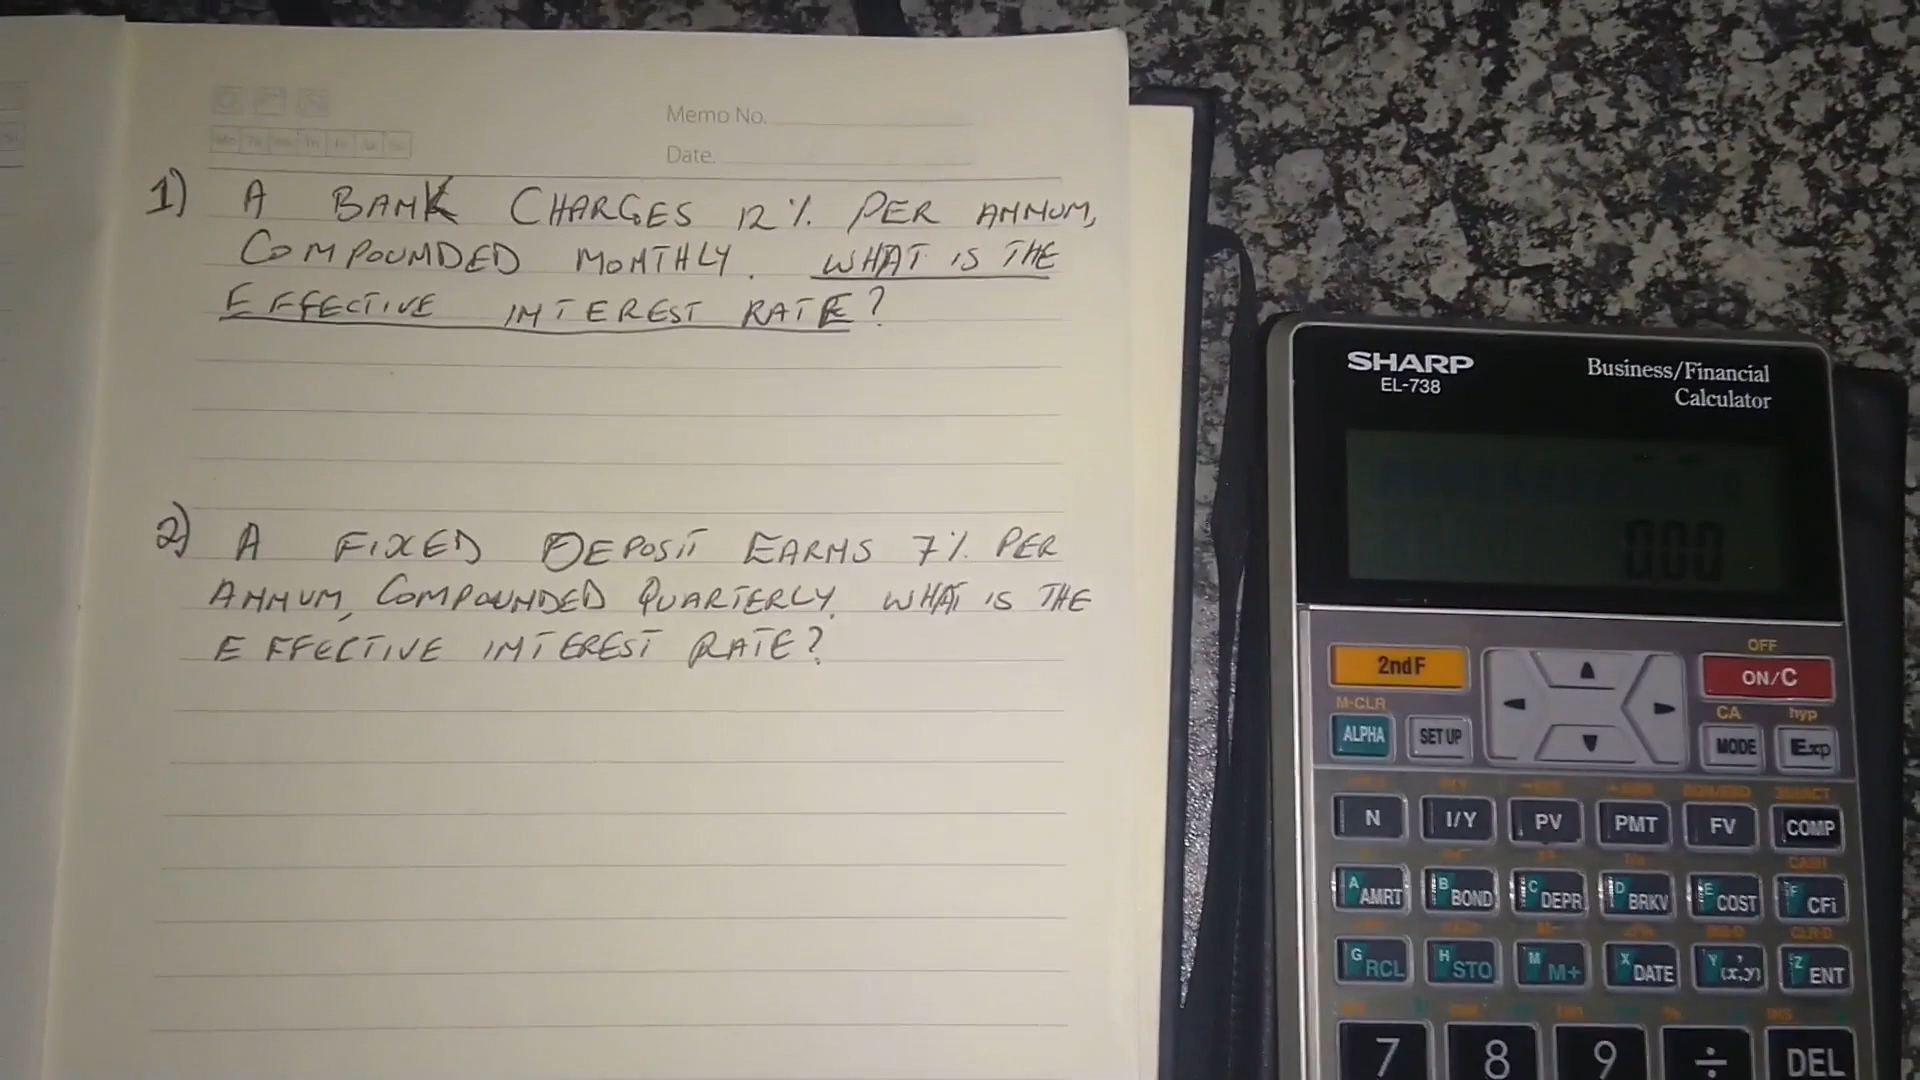 Memo No.
Date.
1) A BANK CHARGES 12% PER ANNUM,
COMPOUNDED MONTHLY. WHAT IS THE
EFFECTIVE INTEREST RATE?
2) A FIXED DEPOSIT EARNS 7% PER
ANNUM, COMPOUNDED QUARTERLY. WHAT IS THE
EFFECTIVE INTEREST RATE?
SHARP
EL-738
Business/Financial
Calculator
0.00
OFF
2ndF
ON/C
M-CLR
CA hyp
ALPHA SET UP MODE Exp
N I/Y PV PMT FV COMP
CASH
A AMRT B BOND C DEPR D BRKV E COST F CFi
G RCL H STO M M+ X DATE Y (x,y) Z ENT
7 8 9 ÷ DEL